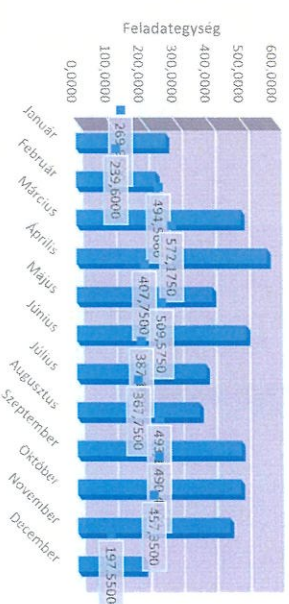 Feladategység
600,0000
500,0000
400,0000
300,0000
200,0000
100,0000
0,0000
239,6000
572,1750
407,7500
509,5750
367,7500
457,3500
197,5500
Január
Február
Március
Április
Május
Június
Július
Augusztus
Szeptember
Október
November
December